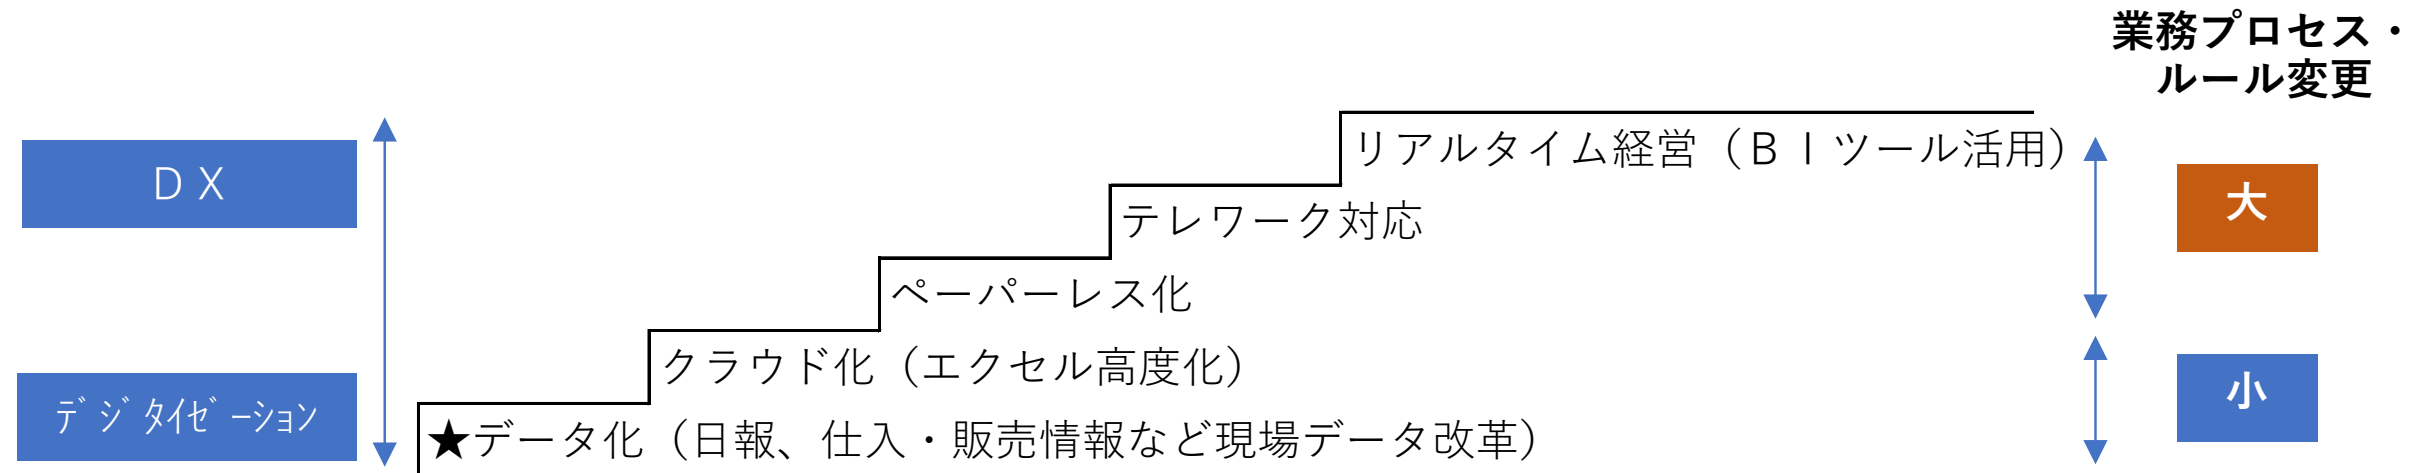 業務プロセス・
ルール変更
リアルタイム経営（ＢＩツール活用）
ＤＸ
大
テレワーク対応
ペーパーレス化
クラウド化（エクセル高度化）
ﾃﾞｼﾞﾀｲｾﾞｰｼｮﾝ
小
★データ化（日報、仕入・販売情報など現場データ改革）